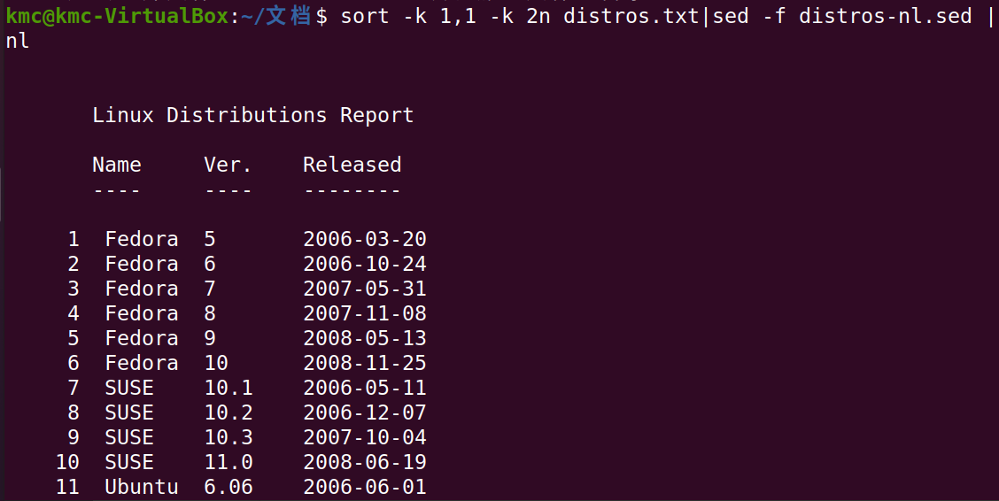 kmc@kmc-VirtualBox:~/文档$ sort -k 1,1 -k 2n distros.txt|sed -f distros-nl.sed |
nl
Linux Distributions Report
Name Ver. Released
---- ---- --------
1 Fedora 5 2006-03-20
2 Fedora 6 2006-10-24
3 Fedora 7 2007-05-31
4 Fedora 8 2007-11-08
5 Fedora 9 2008-05-13
6 Fedora 10 2008-11-25
7 SUSE 10.1 2006-05-11
8 SUSE 10.2 2006-12-07
9 SUSE 10.3 2007-10-04
10 SUSE 11.0 2008-06-19
11 Ubuntu 6.06 2006-06-01